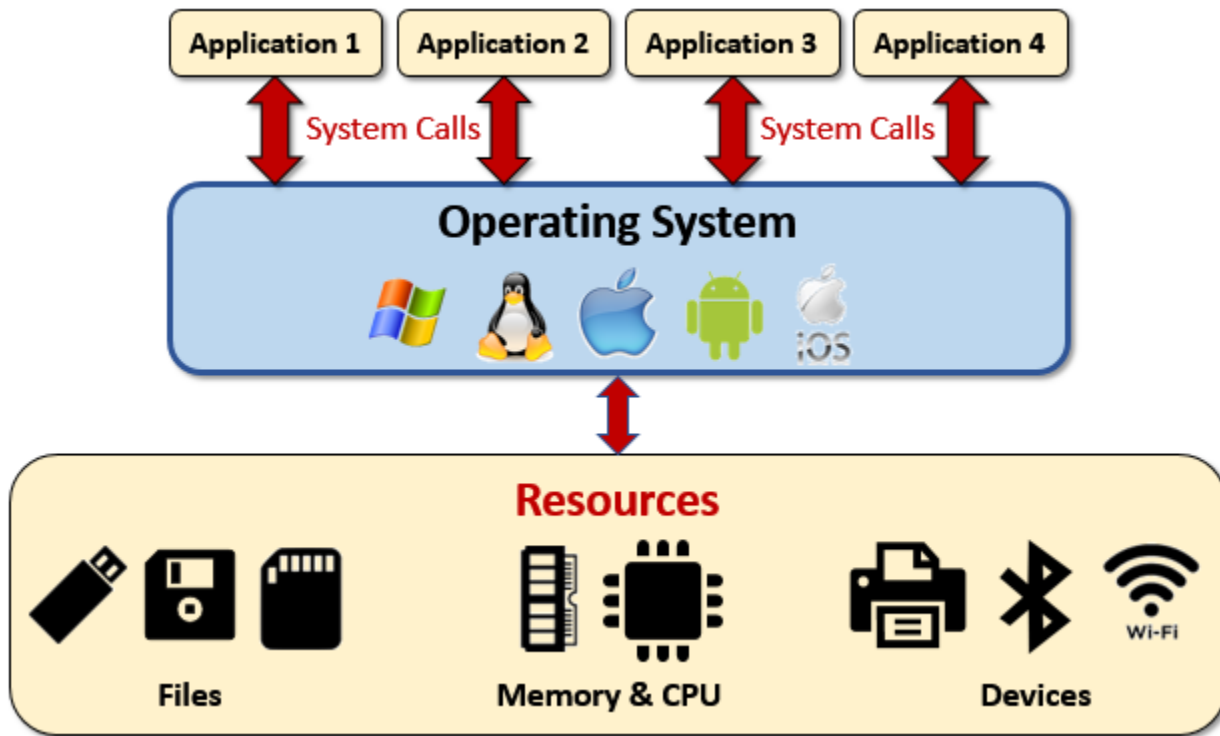 Application 1
Application 2
Application 3
Application 4
System Calls
System Calls
Operating System
iOS
Resources
Wi-Fi
Files
Memory & CPU
Devices